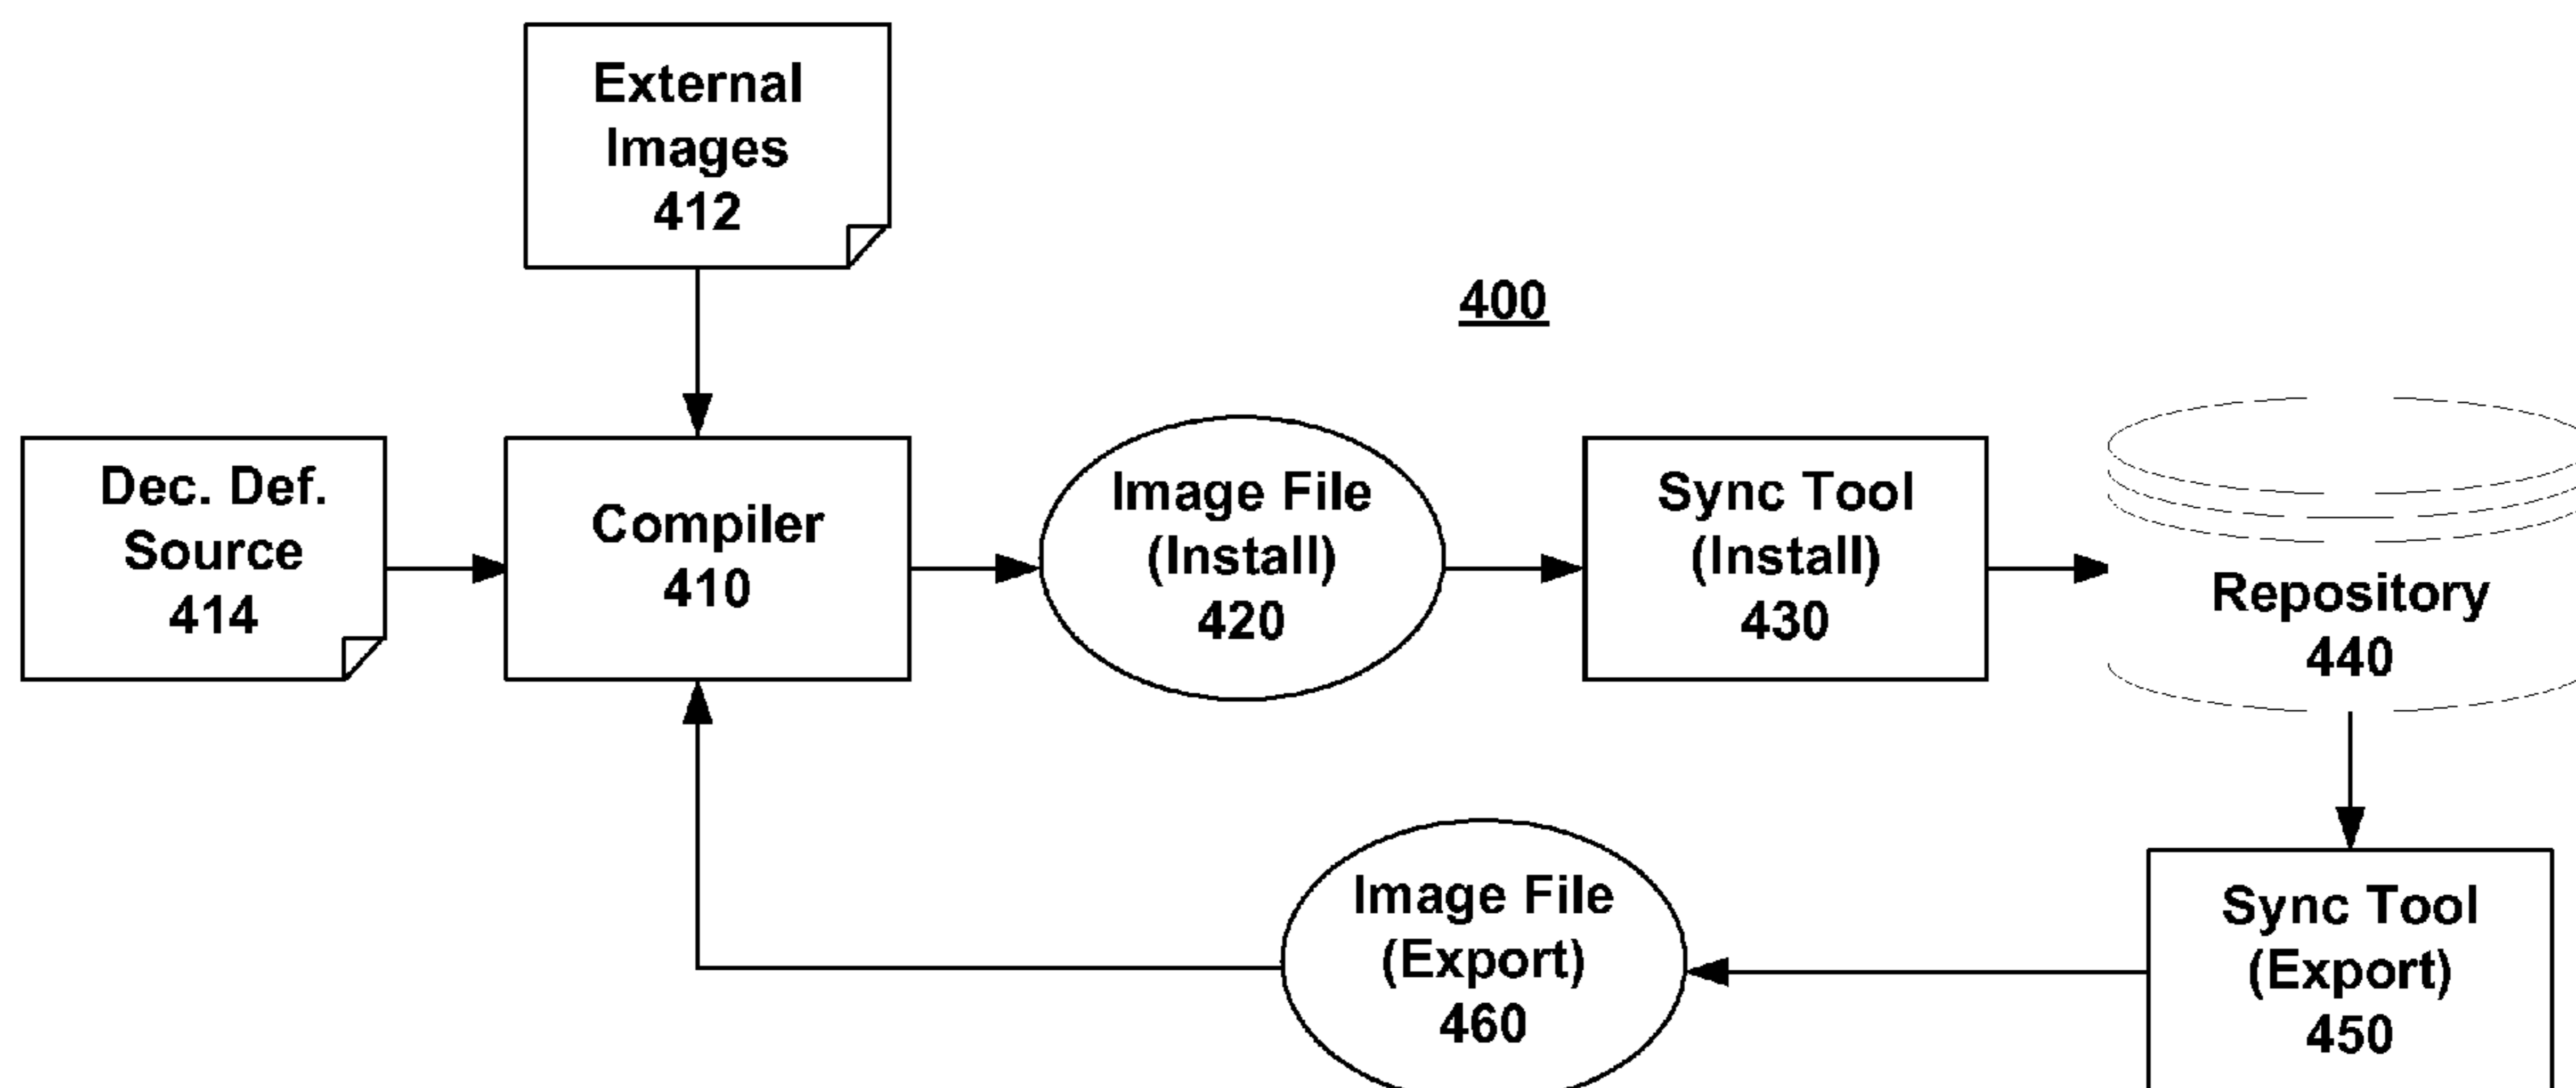 External
Images
412
400
Dec. Def.
Source
414
Compiler
410
Image File
(Install)
420
Sync Tool
(Install)
430
Repository
440
Image File
(Export)
460
Sync Tool
(Export)
450